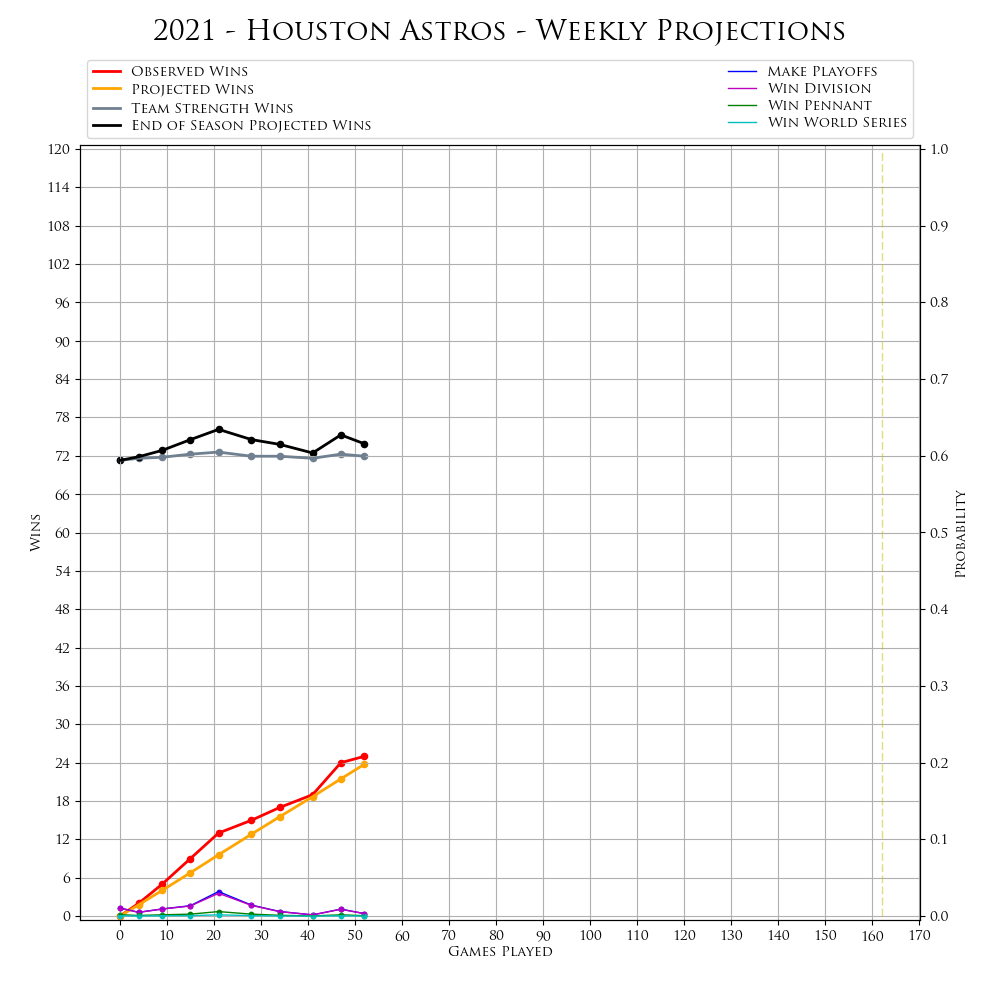 2021 - Houston Astros - Weekly Projections
Observed Wins
Projected Wins
Team Strength Wins
End of Season Projected Wins
Make Playoffs
Win Division
Win Pennant
Win World Series
120
114
108
102
96
90
84
78
72
66
60
54
48
42
36
30
24
18
12
6
0
Wins
1.0
0.9
0.8
0.7
0.6
0.5
0.4
0.3
0.2
0.1
0.0
Probability
0 10 20 30 40 50 60 70 80 90 100 110 120 130 140 150 160 170
Games Played